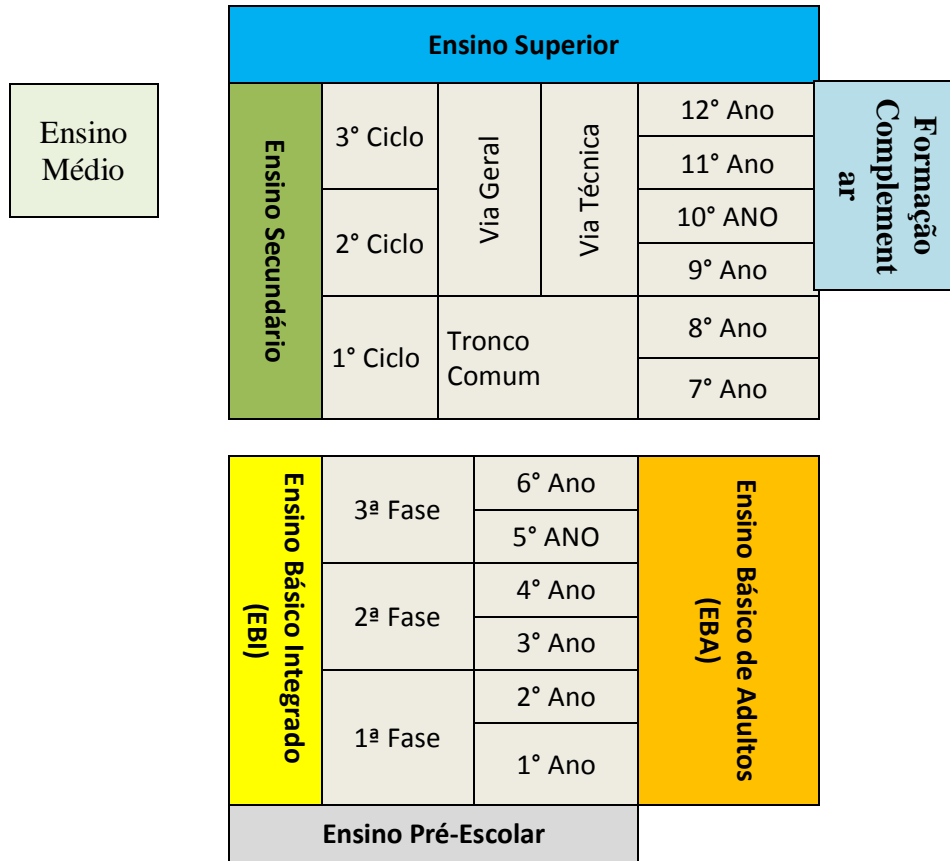 Ensino Superior
Ensino
Médio
Ensino Secundário
3° Ciclo
2° Ciclo
1° Ciclo
Via Geral
Via Técnica
Tronco
Comum
12° Ano
11° Ano
10° ANO
9° Ano
8° Ano
7° Ano
Formação
Complement
ar
Ensino Básico Integrado
(EBI)
3ª Fase
2ª Fase
1ª Fase
6° Ano
5° ANO
4° Ano
3° Ano
2° Ano
1° Ano
Ensino Básico de Adultos
(EBA)
Ensino Pré-Escolar